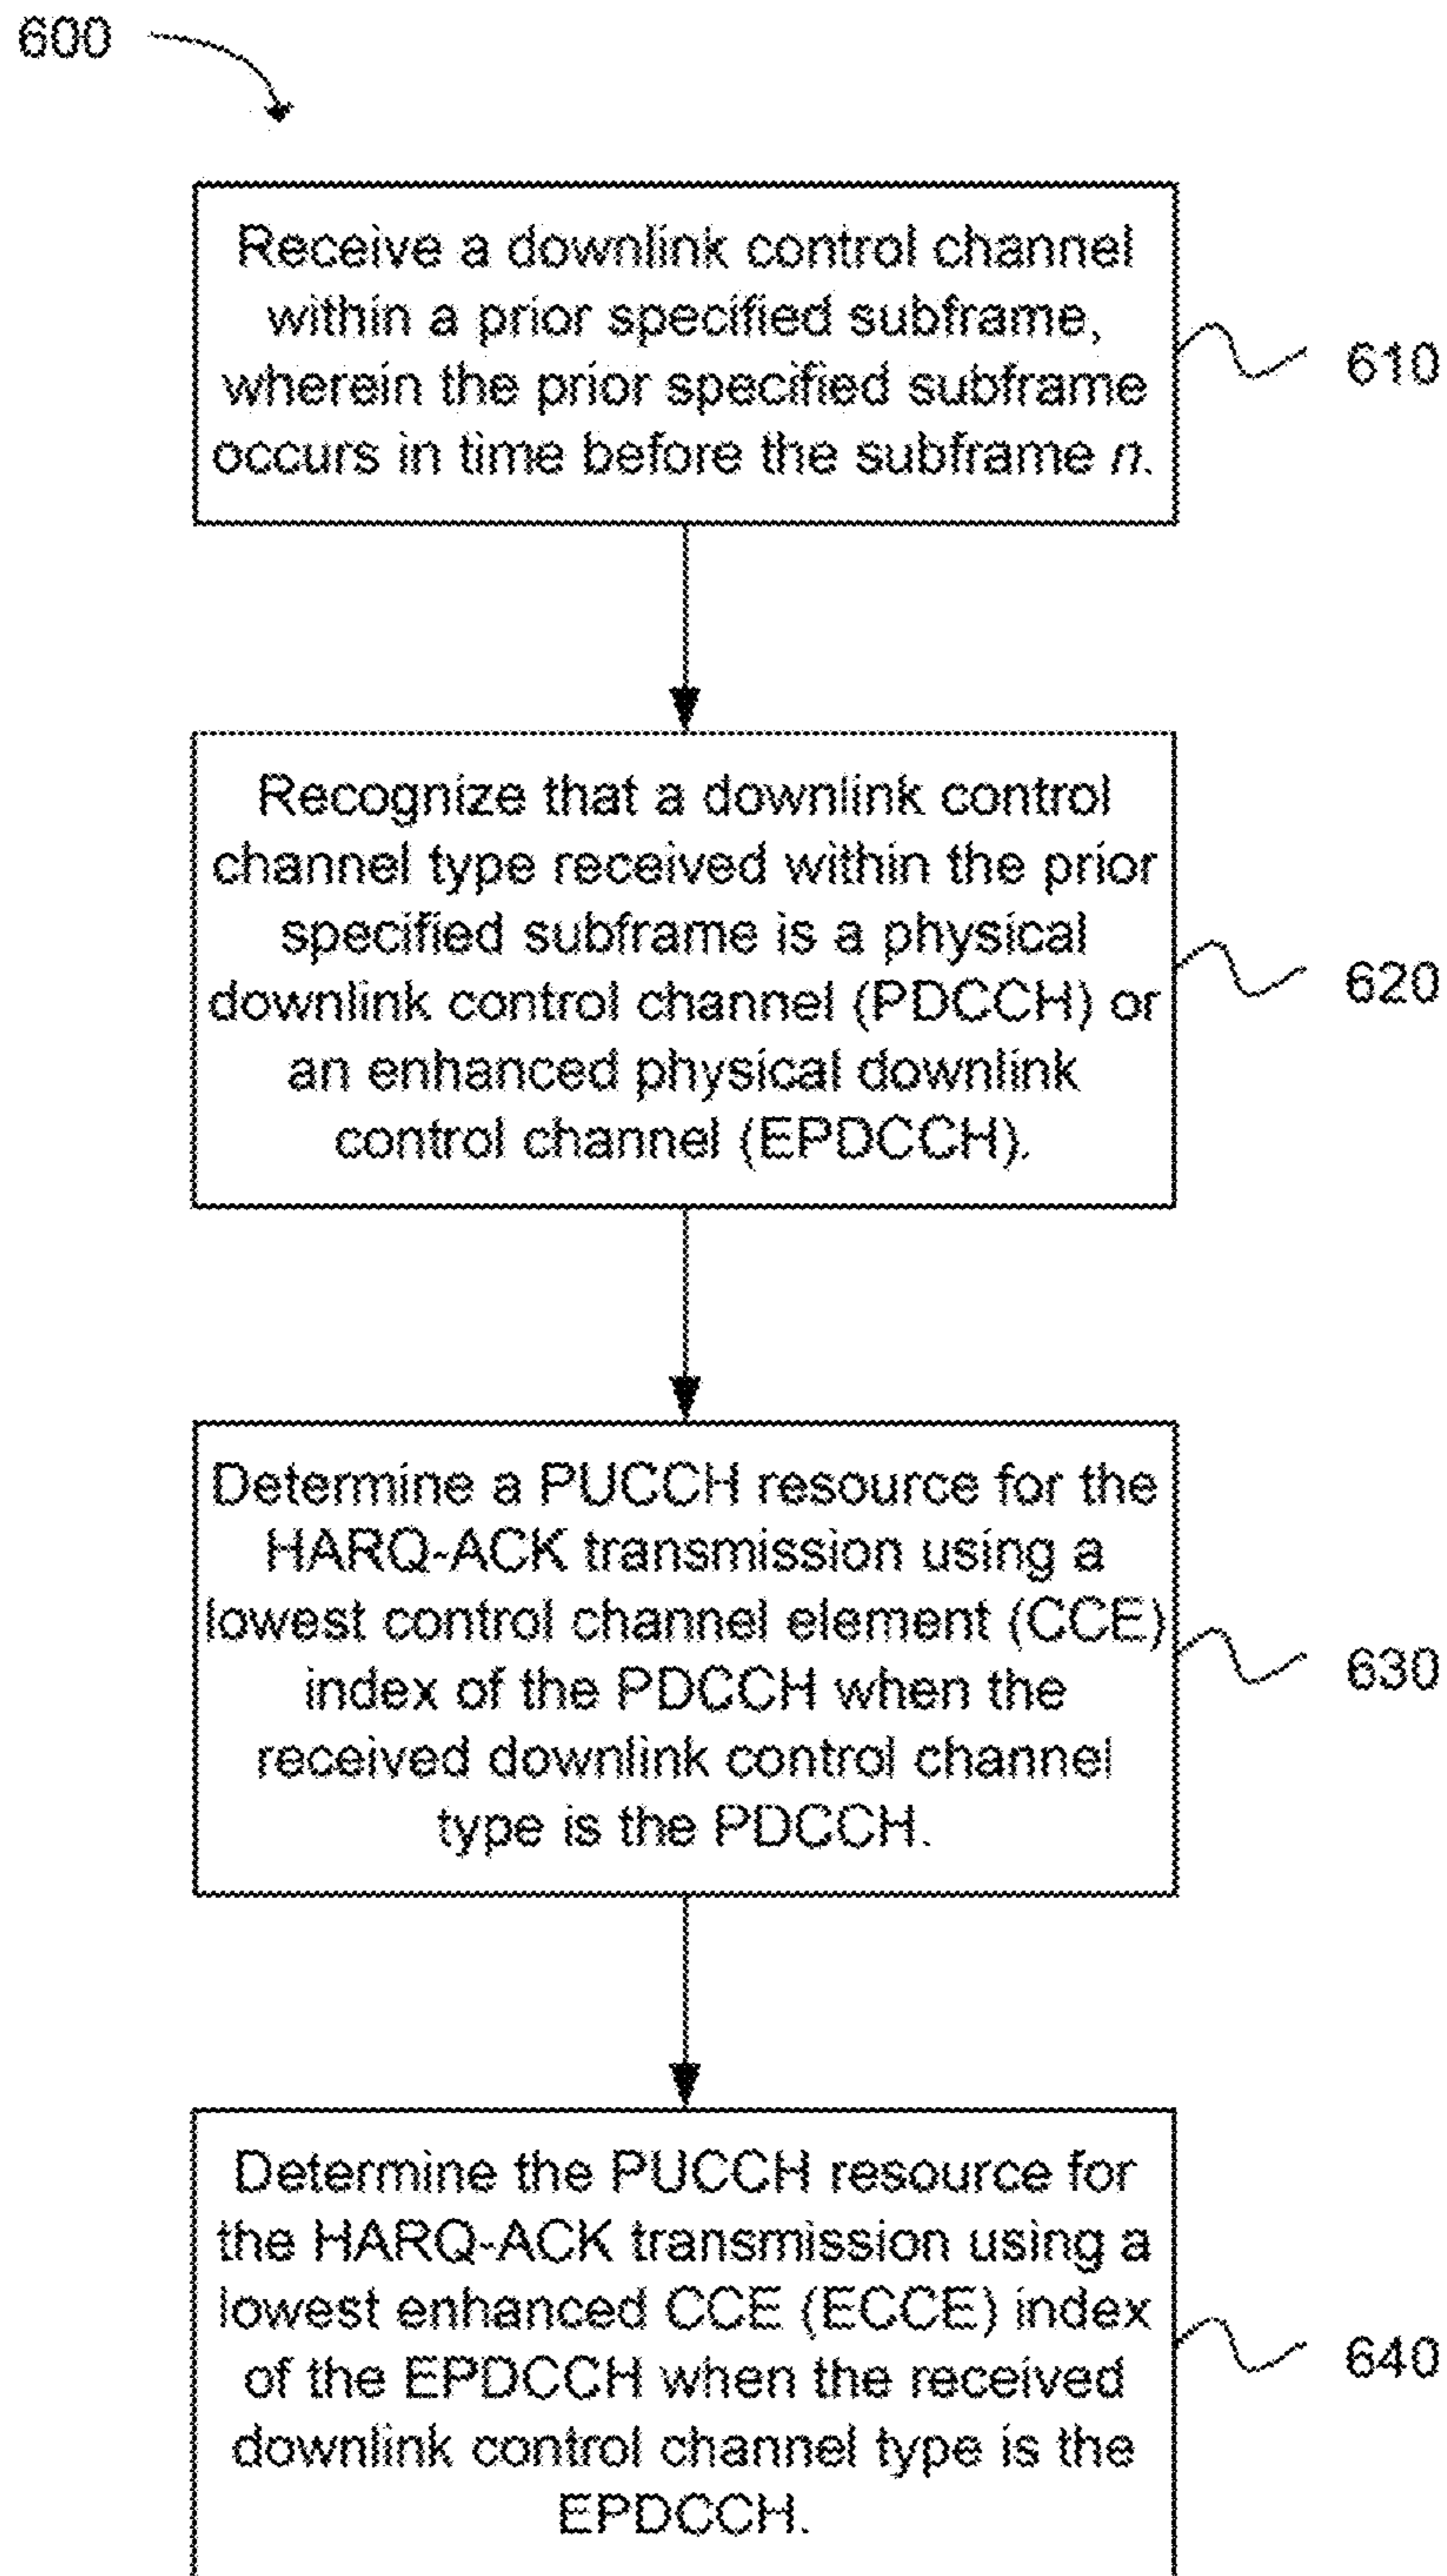 600
Receive a downlink control channel
within a prior specified subframe,
wherein the prior specified subframe
occurs in time before the subframe n.
610
Recognize that a downlink control
channel type received within the prior
specified subframe is a physical
downlink control channel (PDCCH) or
an enhanced physical downlink
control channel (EPDCCH).
620
Determine a PUCCH resource for the
HARQ-ACK transmission using a
lowest control channel element (CCE)
index of the PDCCH when the
received downlink control channel
type is the PDCCH.
630
Determine the PUCCH resource for
the HARQ-ACK transmission using a
lowest enhanced CCE (ECCE) index
of the EPDCCH when the received
downlink control channel type is the
EPDCCH.
640